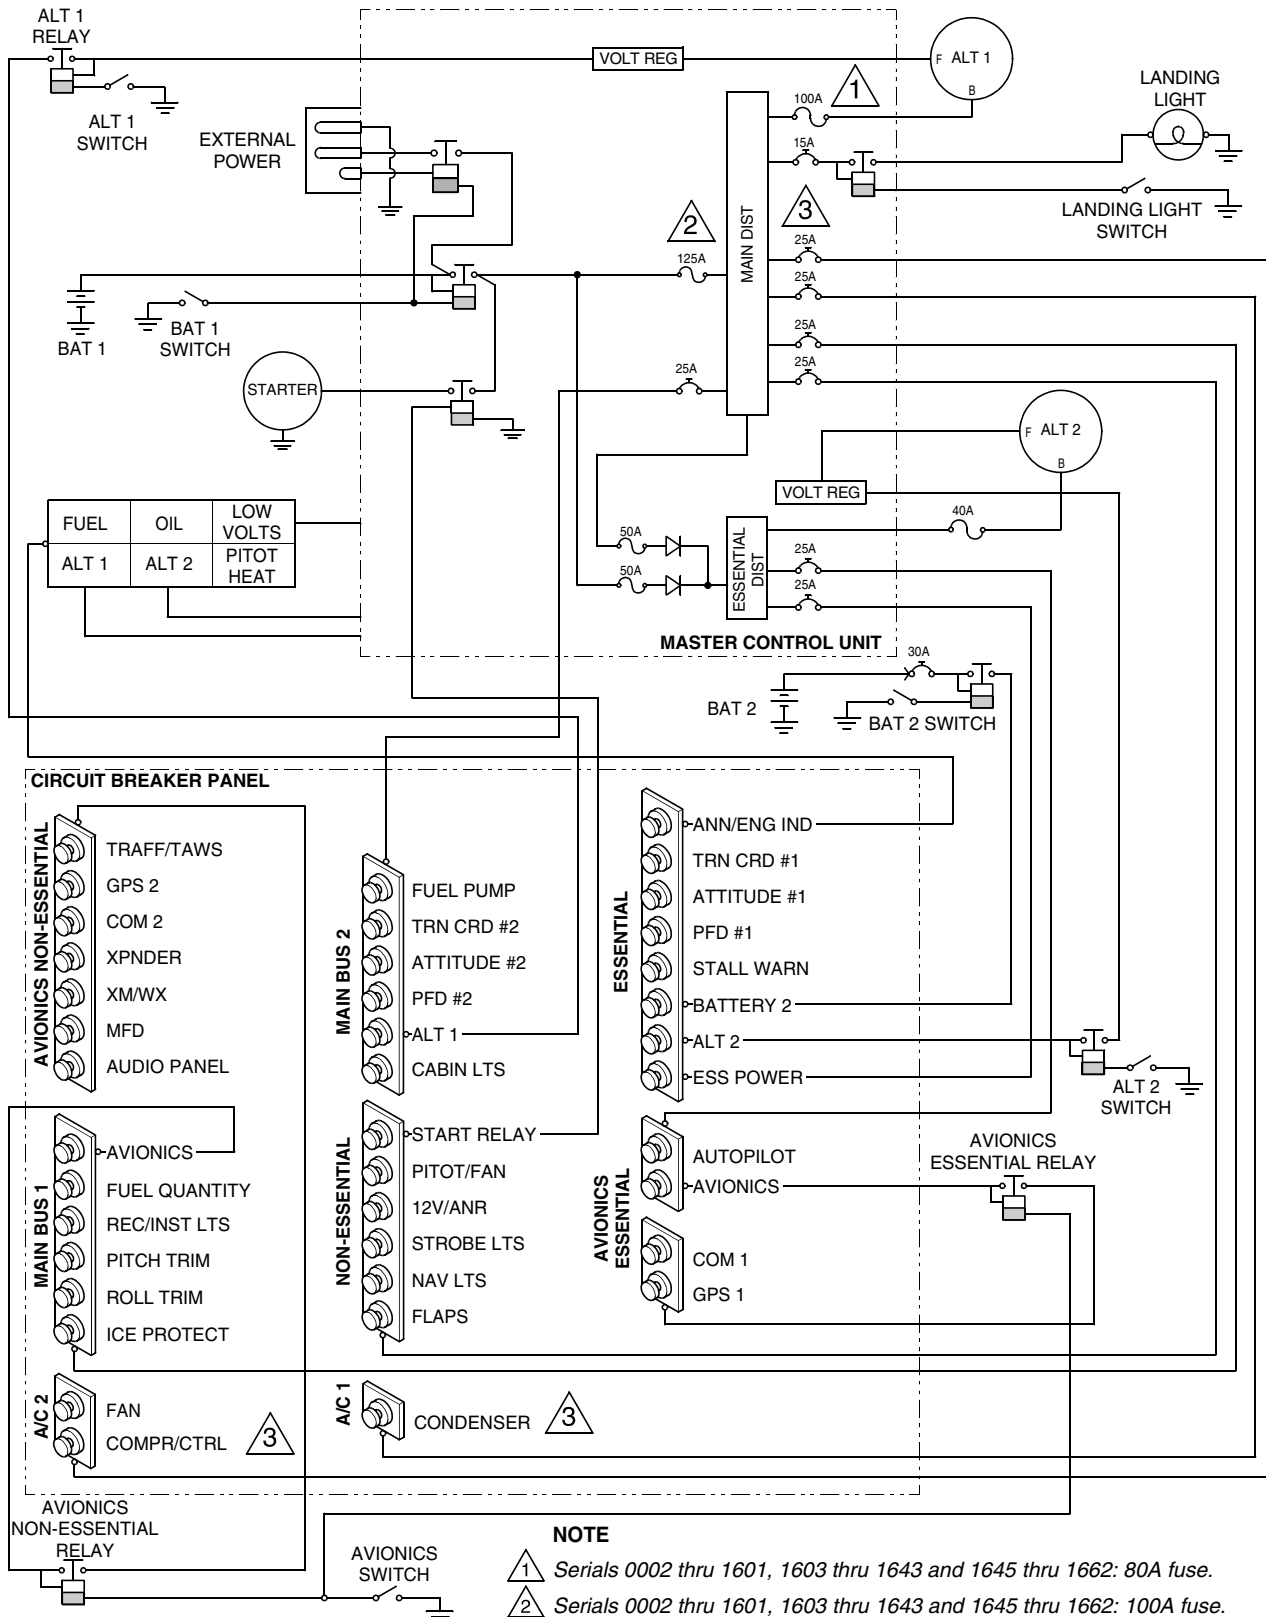 ALT 1
RELAY
ALT 1
SWITCH
EXTERNAL
POWER
VOLT REG
F
ALT 1
B
LANDING
LIGHT
100A
1
15A
LANDING LIGHT
SWITCH
2
3
MAIN DIST
125A
25A
25A
25A
25A
25A
BAT 1
BAT 1
SWITCH
STARTER
F
ALT 2
B
VOLT REG
40A
50A
50A
ESSENTIAL
DIST
25A
25A
FUEL
OIL
LOW
VOLTS
ALT 1
ALT 2
PITOT
HEAT
MASTER CONTROL UNIT
30A
BAT 2
BAT 2 SWITCH
CIRCUIT BREAKER PANEL
AVIONICS NON-ESSENTIAL
TRAFF/TAWS
GPS 2
COM 2
XPNDER
XM/WX
MFD
AUDIO PANEL
MAIN BUS 2
FUEL PUMP
TRN CRD #2
ATTITUDE #2
PFD #2
ALT 1
CABIN LTS
ESSENTIAL
ANN/ENG IND
TRN CRD #1
ATTITUDE #1
PFD #1
STALL WARN
BATTERY 2
ALT 2
ESS POWER
ALT 2
SWITCH
MAIN BUS 1
AVIONICS
FUEL QUANTITY
REC/INST LTS
PITCH TRIM
ROLL TRIM
ICE PROTECT
NON-ESSENTIAL
START RELAY
PITOT/FAN
12V/ANR
STROBE LTS
NAV LTS
FLAPS
AVIONICS
ESSENTIAL
AUTOPILOT
AVIONICS
COM 1
GPS 1
AVIONICS
ESSENTIAL RELAY
A/C 2
FAN
COMPR/CTRL
3
A/C 1
CONDENSER
3
AVIONICS
NON-ESSENTIAL
RELAY
AVIONICS
SWITCH
NOTE
1 Serials 0002 thru 1601, 1603 thru 1643 and 1645 thru 1662: 80A fuse.
2 Serials 0002 thru 1601, 1603 thru 1643 and 1645 thru 1662: 100A fuse.